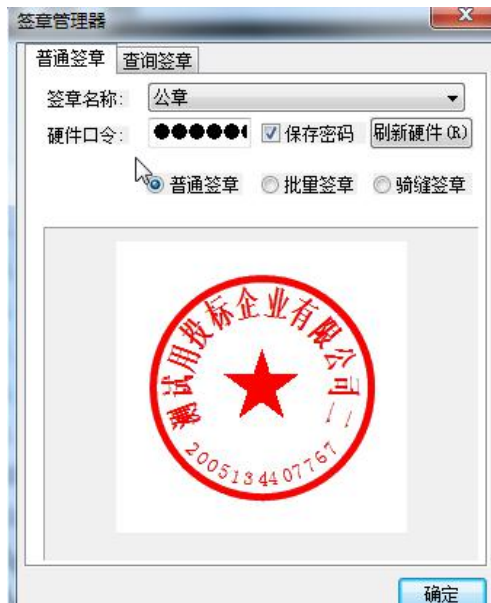 签章管理器
普通签章 查询签章
签章名称: 公章
硬件口令: ●●●●●● 保存密码 刷新硬件(R)
普通签章 批量签章 骑缝签章
测试用投标企业有限公司二
2005134407767
确定